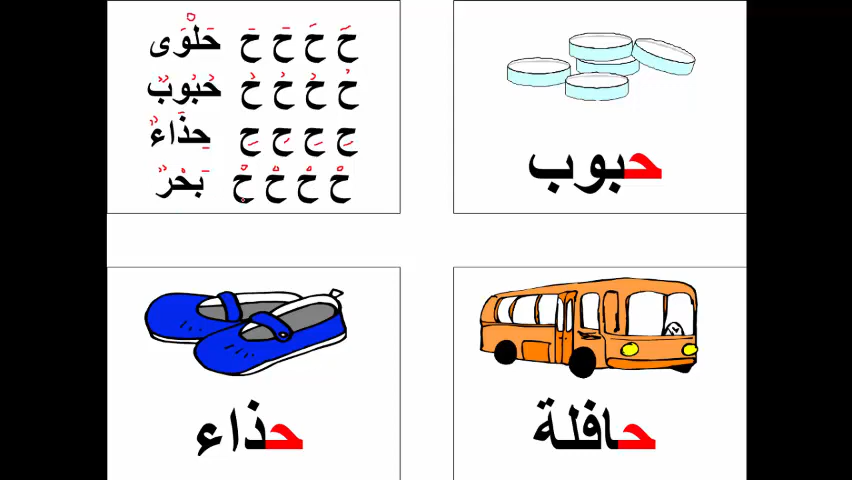 حَ حَ حَ حَ حَلْوَى
حُ حُ حُ حُ حُبُوبٌ
حِ حِ حِ حِ حِذَاءٌ
حْ حْ حْ حْ بَحْرٌ
حبوب
حذاء
حافلة